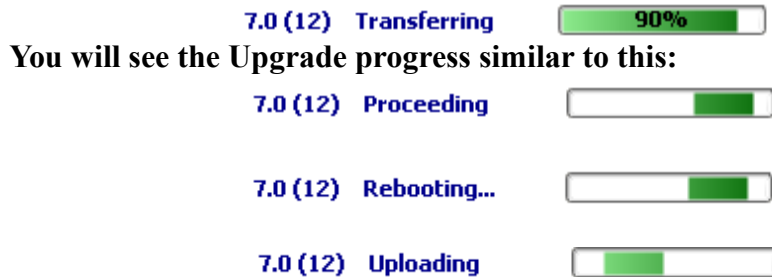 7.0 (12) Transferring 90%
You will see the Upgrade progress similar to this:
7.0 (12) Proceeding
7.0 (12) Rebooting...
7.0 (12) Uploading